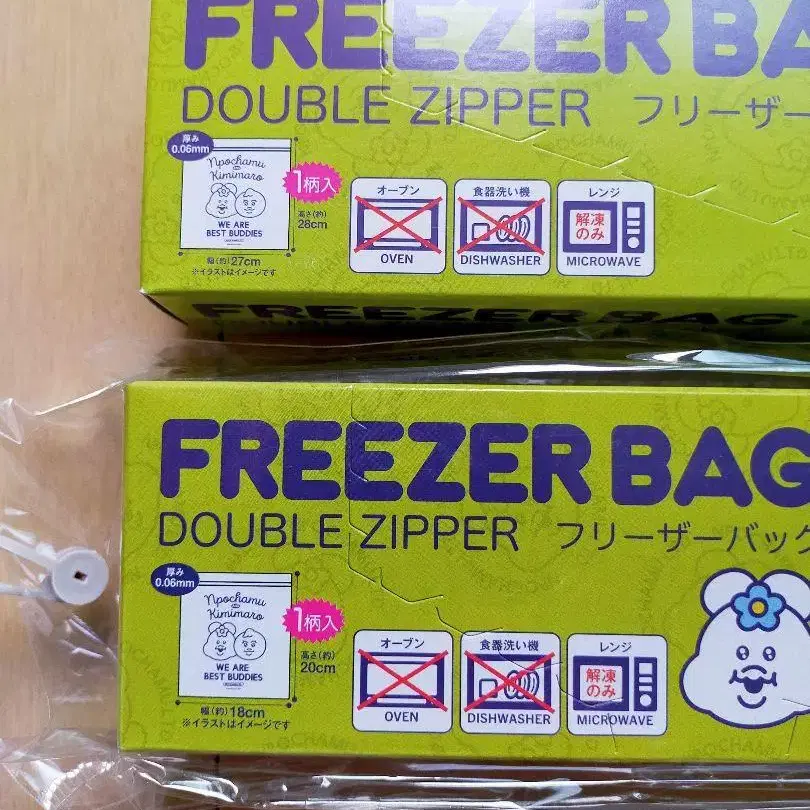 FREEZER BA
DOUBLE ZIPPER フリーザー
厚み
0.06mm
Npochamu
Kimimaro
WE ARE
BEST BUDDIES
1柄入
高さ(約)
28cm
幅(約)27cm
※イラストはイメージです
オーブン
OVEN
食器洗い機
DISHWASHER
レンジ
解凍
のみ
MICROWAVE
FREEZER BAG
FREEZER BAG
DOUBLE ZIPPER フリーザーバック
厚み
0.06mm
Npochamu
Kimimaro
WE ARE
BEST BUDDIES
1柄入
高さ(約)
20cm
幅(約)18cm
※イラストはイメージです
オーブン
OVEN
食器洗い機
DISHWASHER
レンジ
解凍
のみ
MICROWAVE